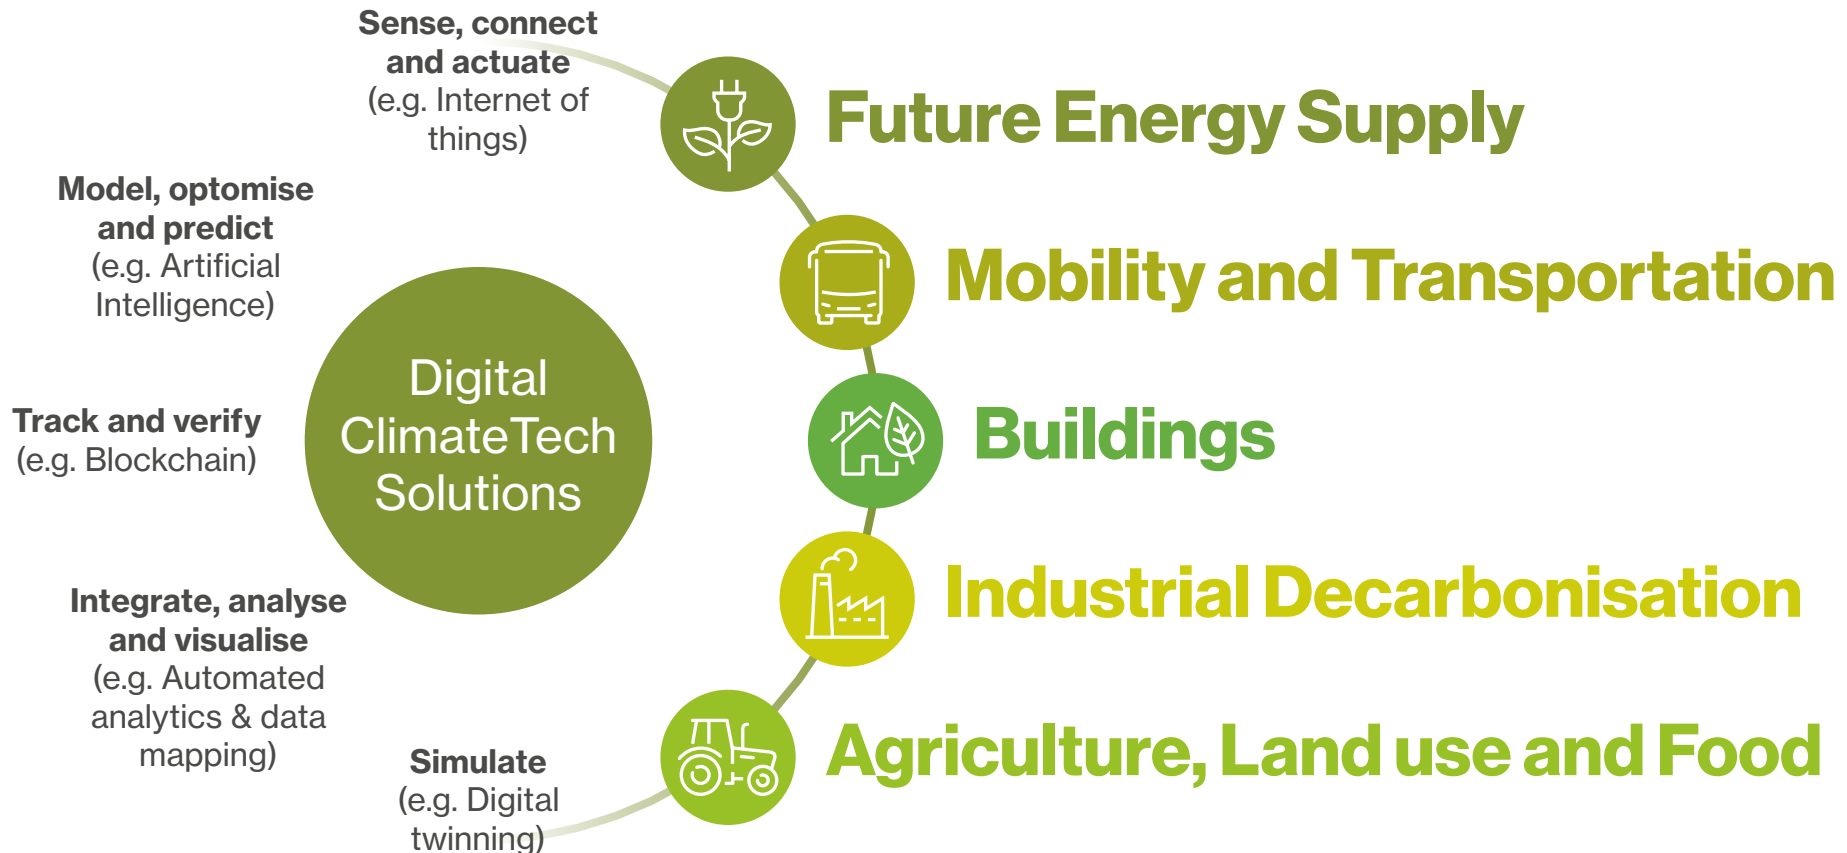 Sense, connect
and actuate
(e.g. Internet of
things)
Model, optomise
and predict
(e.g. Artificial
Intelligence)
Track and verify
(e.g. Blockchain)
Integrate, analyse
and visualise
(e.g. Automated
analytics & data
mapping)
Simulate
(e.g. Digital
twinning)
Digital
ClimateTech
Solutions
Future Energy Supply
Mobility and Transportation
Buildings
Industrial Decarbonisation
Agriculture, Land use and Food